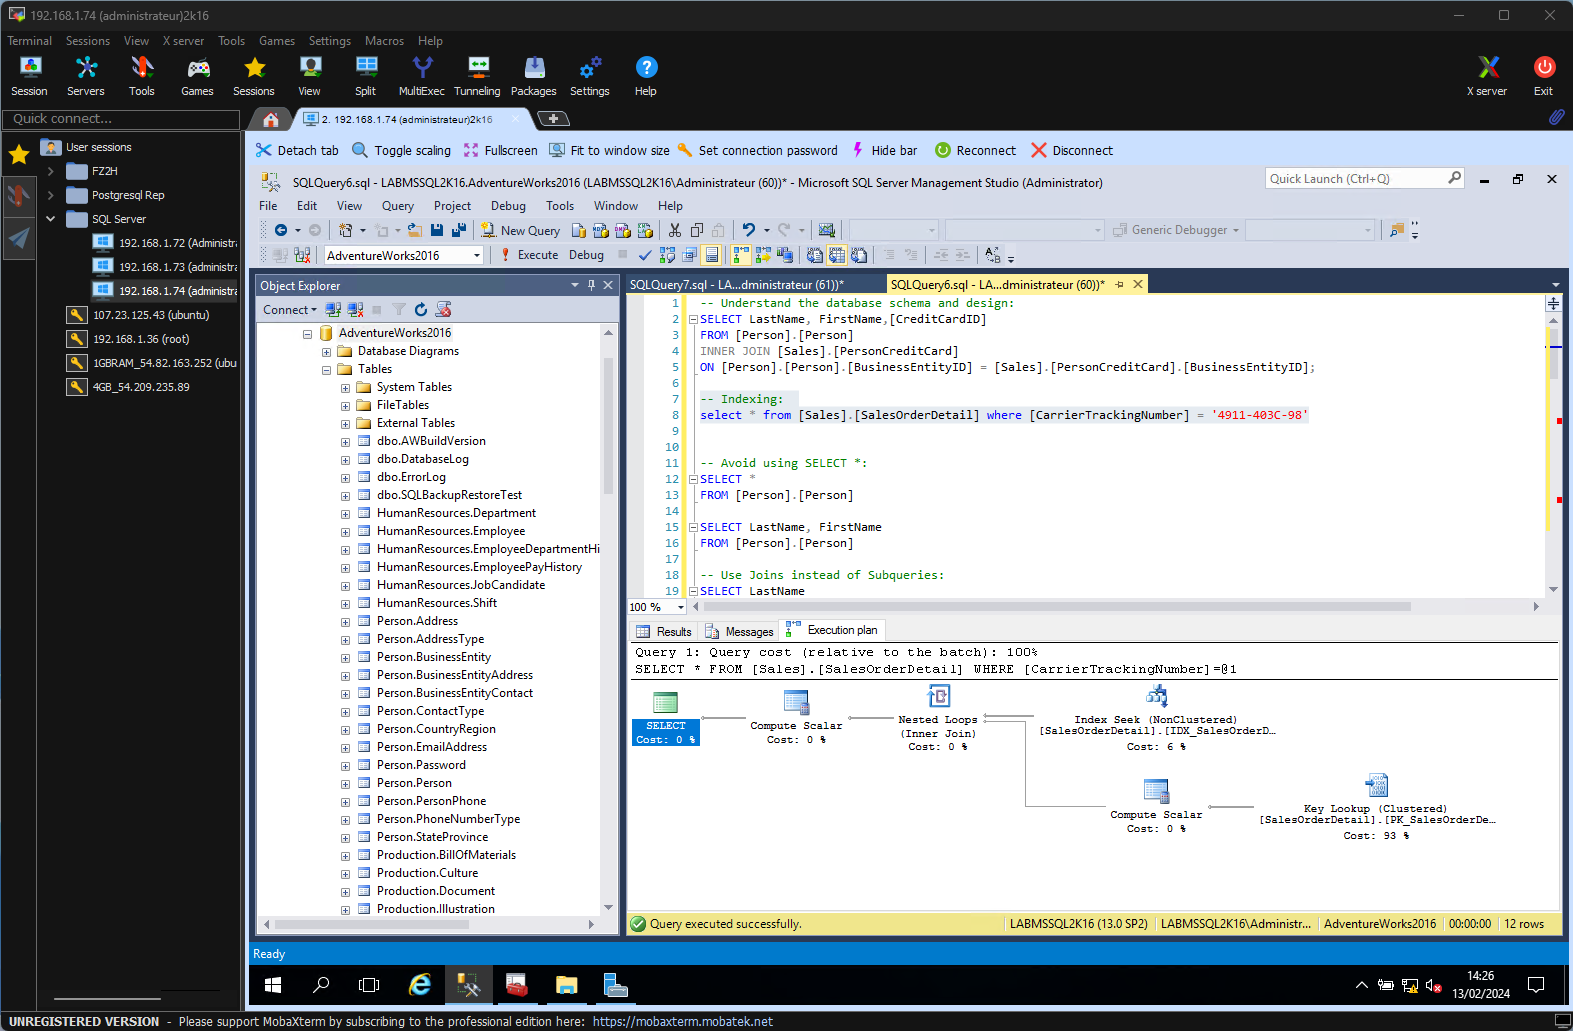 192.168.1.74 (administrateur)2k16
Terminal Sessions View X server Tools Games Settings Macros Help
Session Servers Tools Games Sessions View Split MultiExec Tunneling Packages Settings Help X server Exit
Quick connect...
2. 192.168.1.74 (administrateur)2k16
User sessions
FZ2H
Postgresql Rep
SQL Server
192.168.1.72 (Administra
192.168.1.73 (administra
192.168.1.74 (administra
107.23.125.43 (ubuntu)
192.168.1.36 (root)
1GBRAM_54.82.163.252 (ubu
4GB_54.209.235.89
Detach tab Toggle scaling Fullscreen Fit to window size Set connection password Hide bar Reconnect Disconnect
SQLQuery6.sql - LABMSSQL2K16.AdventureWorks2016 (LABMSSQL2K16\Administrateur (60))* - Microsoft SQL Server Management Studio (Administrator)
Quick Launch (Ctrl+Q)
File Edit View Query Project Debug Tools Window Help
New Query Generic Debugger
AdventureWorks2016 Execute Debug
Object Explorer
Connect
AdventureWorks2016
Database Diagrams
Tables
System Tables
FileTables
External Tables
dbo.AWBuildVersion
dbo.DatabaseLog
dbo.ErrorLog
dbo.SQLBackupRestoreTest
HumanResources.Department
HumanResources.Employee
HumanResources.EmployeeDepartmentHi
HumanResources.EmployeePayHistory
HumanResources.JobCandidate
HumanResources.Shift
Person.Address
Person.AddressType
Person.BusinessEntity
Person.BusinessEntityAddress
Person.BusinessEntityContact
Person.ContactType
Person.CountryRegion
Person.EmailAddress
Person.Password
Person.Person
Person.PersonPhone
Person.PhoneNumberType
Person.StateProvince
Production.BillOfMaterials
Production.Culture
Production.Document
Production.Illustration
SQLQuery7.sql - LA...dministrateur (61))* SQLQuery6.sql - LA...dministrateur (60))*
1 -- Understand the database schema and design:
2 SELECT LastName, FirstName,[CreditCardID]
3 FROM [Person].[Person]
4 INNER JOIN [Sales].[PersonCreditCard]
5 ON [Person].[Person].[BusinessEntityID] = [Sales].[PersonCreditCard].[BusinessEntityID];
6
7 -- Indexing:
8 select * from [Sales].[SalesOrderDetail] where [CarrierTrackingNumber] = '4911-403C-98'
9
10
11 -- Avoid using SELECT *:
12 SELECT *
13 FROM [Person].[Person]
14
15 SELECT LastName, FirstName
16 FROM [Person].[Person]
17
18 -- Use Joins instead of Subqueries:
19 SELECT LastName
100 %
Results Messages Execution plan
Query 1: Query cost (relative to the batch): 100%
SELECT * FROM [Sales].[SalesOrderDetail] WHERE [CarrierTrackingNumber]=@1
SELECT
Cost: 0 %
Compute Scalar
Cost: 0 %
Nested Loops
(Inner Join)
Cost: 0 %
Index Seek (NonClustered)
[SalesOrderDetail].[IDX_SalesOrderD...
Cost: 6 %
Compute Scalar
Cost: 0 %
Key Lookup (Clustered)
[SalesOrderDetail].[PK_SalesOrderDe...
Cost: 93 %
Query executed successfully. LABMSSQL2K16 (13.0 SP2) LABMSSQL2K16\Administr... AdventureWorks2016 00:00:00 12 rows
Ready
14:26
13/02/2024
UNREGISTERED VERSION - Please support MobaXterm by subscribing to the professional edition here: https://mobaxterm.mobatek.net